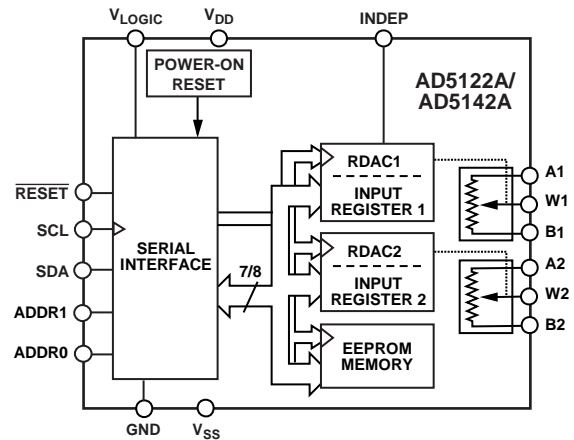 VLOGIC
VDD
INDEP
POWER-ON
RESET
AD5122A/
AD5142A
RESET
SCL
SDA
ADDR1
ADDR0
SERIAL
INTERFACE
7/8
RDAC1
INPUT
REGISTER 1
RDAC2
INPUT
REGISTER 2
EEPROM
MEMORY
A1
W1
B1
A2
W2
B2
GND
VSS